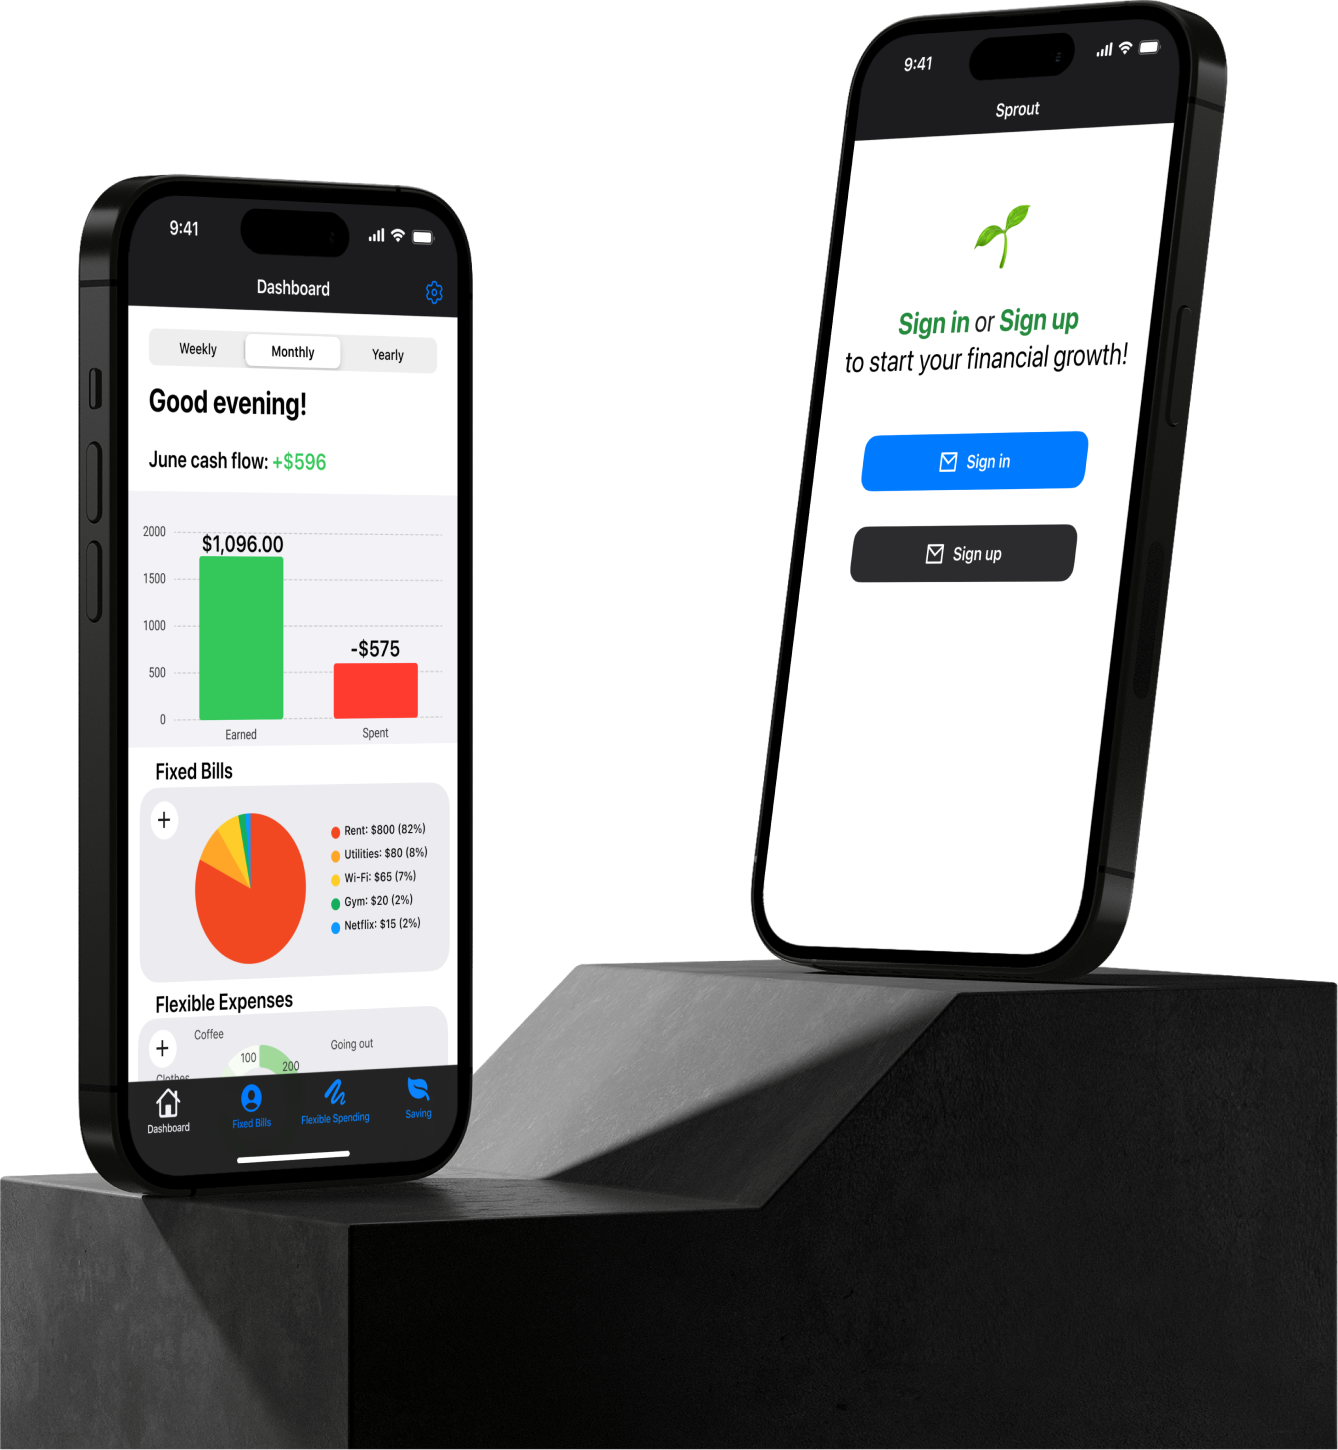 9:41
Dashboard
Weekly Monthly Yearly
Good evening!
June cash flow: +$596
2000
1500
1000
500
0
$1,096.00
-$575
Earned Spent
Fixed Bills
+
Rent: $800 (82%)
Utilities: $80 (8%)
Wi-Fi: $65 (7%)
Gym: $20 (2%)
Netflix: $15 (2%)
Flexible Expenses
+
Coffee
100
200
Going out
Clothes
Dashboard Fixed Bills Flexible Spending Saving
9:41
Sprout
Sign in or Sign up
to start your financial growth!
Sign in
Sign up